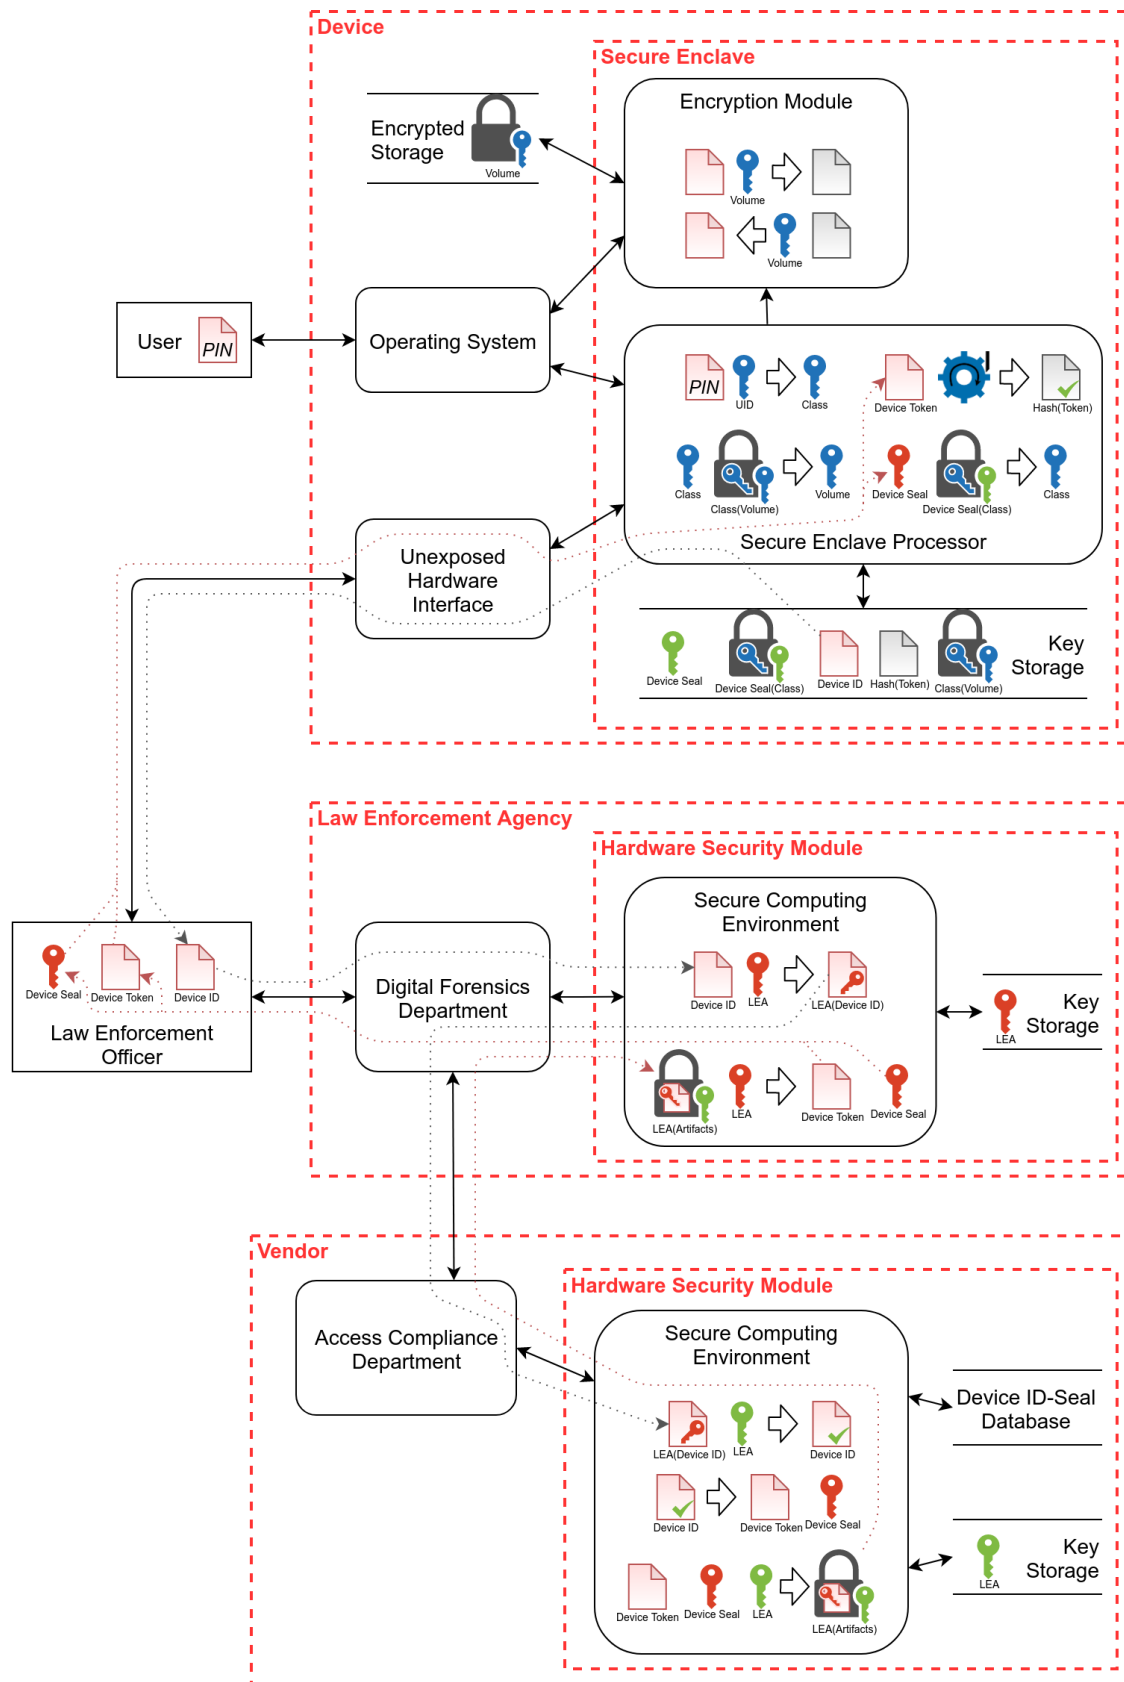 Device
Secure Enclave
Encryption Module
Encrypted
Storage
Volume
Volume
Volume
User
PIN
Operating System
PIN
UID
Class
Device Token
Hash(Token)
Class
Class(Volume)
Volume
Device Seal
Device Seal(Class)
Class
Secure Enclave Processor
Unexposed
Hardware
Interface
Device Seal
Device Seal(Class)
Device ID
Hash(Token)
Class(Volume)
Key
Storage
Law Enforcement Agency
Hardware Security Module
Secure Computing
Environment
Device Seal
Device Token
Device ID
Law Enforcement
Officer
Digital Forensics
Department
Device ID
LEA
LEA(Device ID)
LEA(Artifacts)
LEA
Device Token
Device Seal
LEA
Key
Storage
Vendor
Hardware Security Module
Access Compliance
Department
Secure Computing
Environment
LEA(Device ID)
LEA
Device ID
Device ID
Device Token
Device Seal
Device Token
Device Seal
LEA
LEA(Artifacts)
Device ID-Seal
Database
LEA
Key
Storage